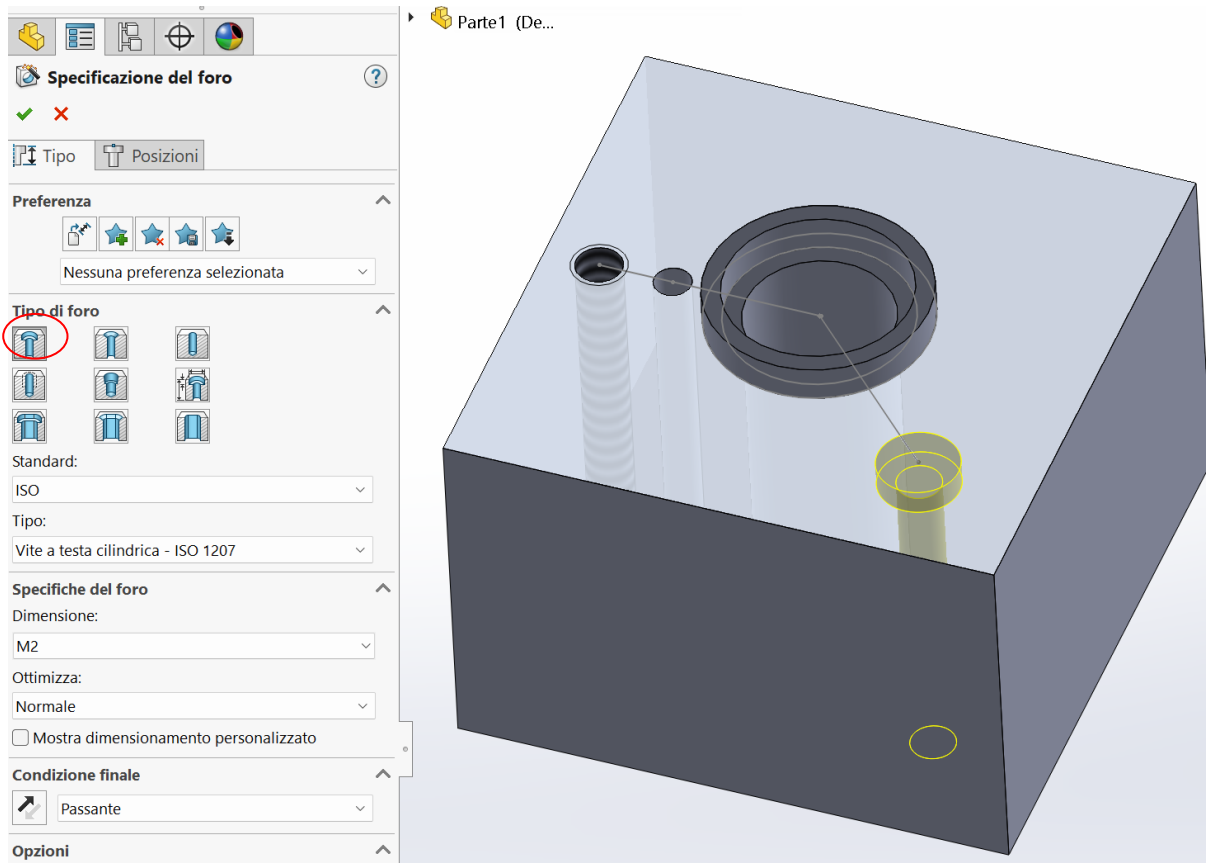 Parte1 (De...
Specificazione del foro
?
Tipo
Posizioni
Preferenza
Nessuna preferenza selezionata
Tipo di foro
Standard:
ISO
Tipo:
Vite a testa cilindrica - ISO 1207
Specifiche del foro
Dimensione:
M2
Ottimizza:
Normale
Mostra dimensionamento personalizzato
Condizione finale
Passante
Opzioni